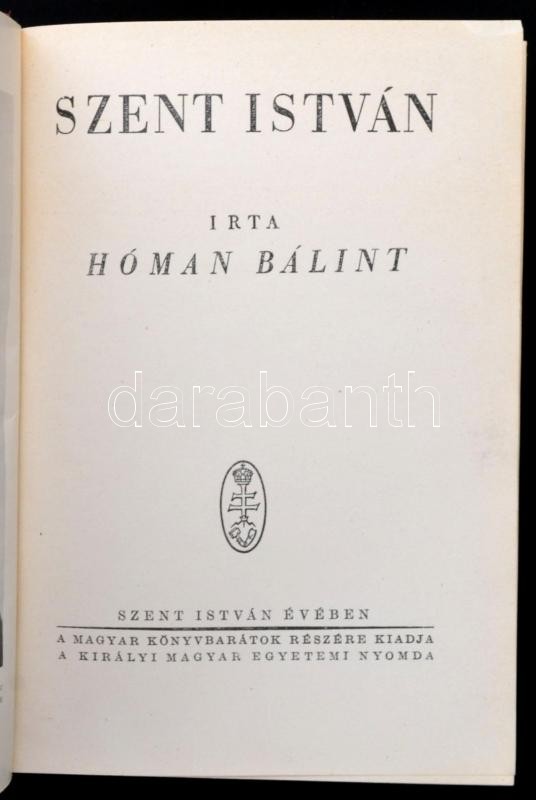 SZENT ISTVÁN
IRTA
HÓMAN BÁLINT
darabanth
SZENT ISTVÁN ÉVÉBEN
A MAGYAR KÖNYVBARÁTOK RÉSZÉRE KIADJA
A KIRÁLYI MAGYAR EGYETEMI NYOMDA